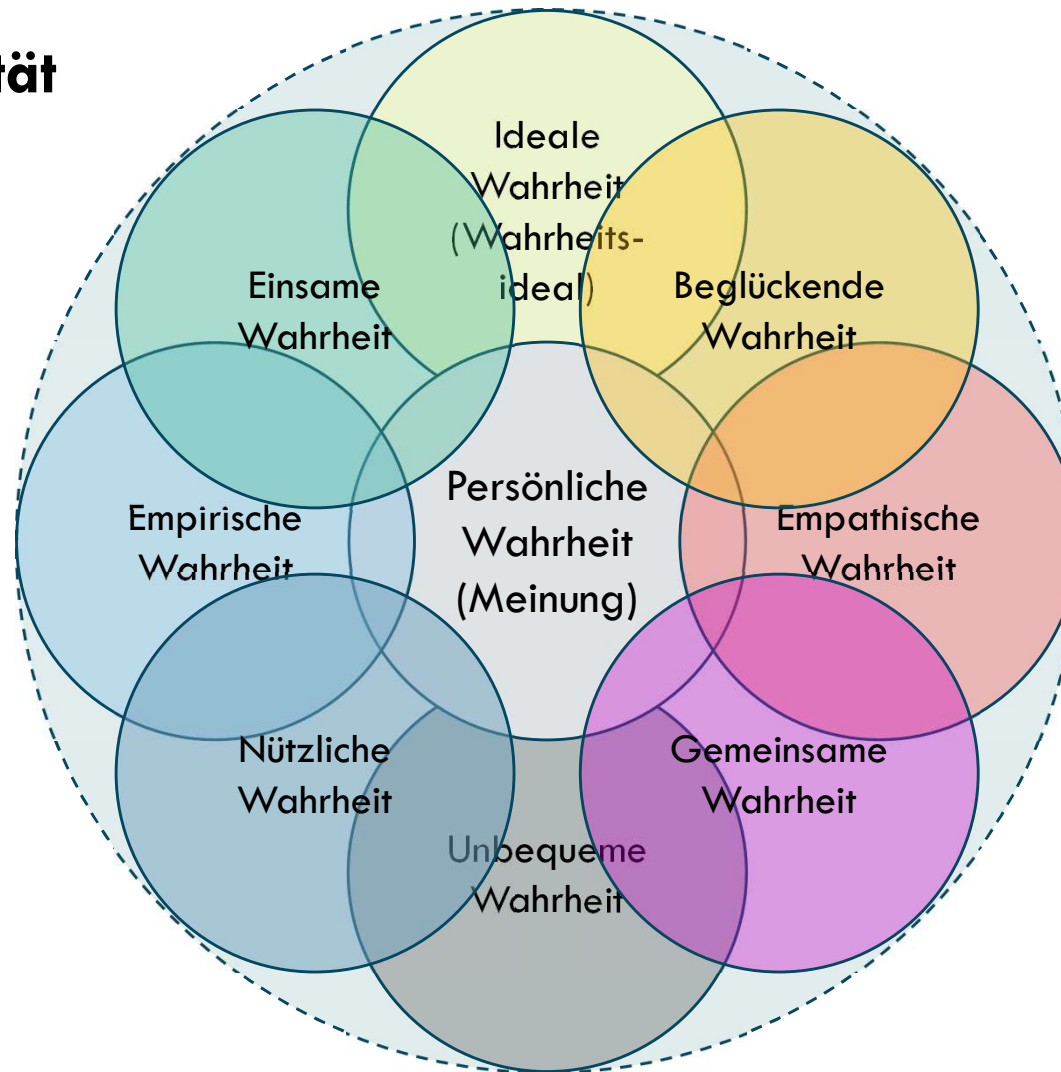 tät
Ideale
Wahrheit
(Wahrheits-
ideal)
Einsame
Wahrheit
Beglückende
Wahrheit
Empirische
Wahrheit
Persönliche
Wahrheit
(Meinung)
Empathische
Wahrheit
Nützliche
Wahrheit
Gemeinsame
Wahrheit
Unbequeme
Wahrheit